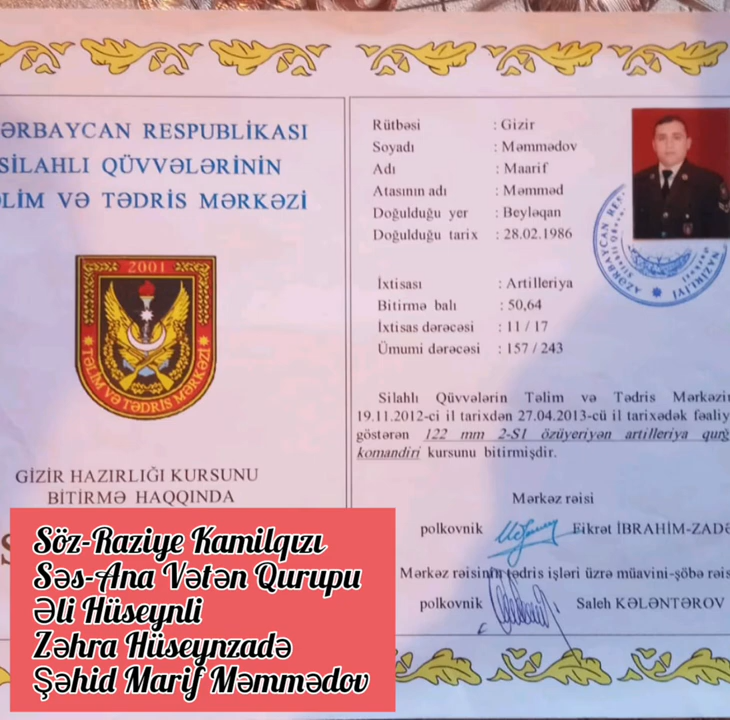 ƏRBAYCAN RESPUBLİKASI
SİLAHLI QÜVVƏLƏRİNİN
LİM VƏ TƏDRİS MƏRKƏZİ
2001
TƏLİM VƏ TƏDRİS MƏRKƏZİ
GİZİR HAZIRLIĞI KURSUNU
BİTİRMƏ HAQQINDA
S
Söz-Raziye Kamilqızı
Səs-Ana Vətən Qurupu
Əli Hüseynli
Zəhra Hüseynzadə
Şəhid Marif Məmmədov
Rütbəsi : Gizir
Soyadı : Məmmədov
Adı : Maarif
Atasının adı : Məmməd
Doğulduğu yer : Beyləqan
Doğulduğu tarix : 28.02.1986
İxtisası : Artilleriya
Bitirmə balı : 50,64
İxtisas dərəcəsi : 11 / 17
Ümumi dərəcəsi : 157 / 243
Silahlı Qüvvələrin Təlim və Tədris Mərkəzin
19.11.2012-ci il tarixdən 27.04.2013-cü il tarixədək fəaliy
göstərən 122 mm 2-S1 özüyeriyən artilleriya qurğ
komandiri kursunu bitirmişdir.
Mərkəz rəisi
polkovnik Fikrət İBRAHİM-ZADƏ
Mərkəz rəisinin tədris işləri üzrə müavini-şöbə rəis
polkovnik Saleh KƏLƏNTƏROV